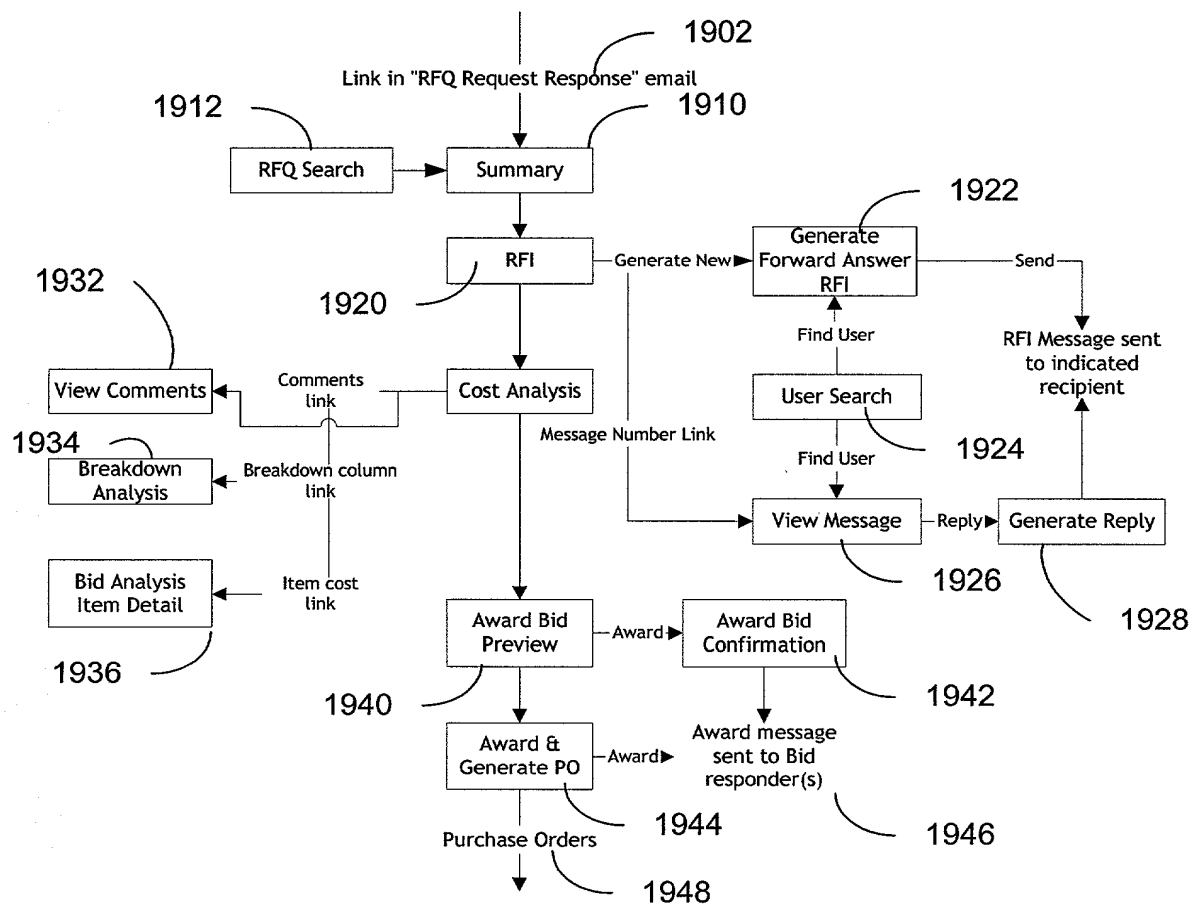 1902
Link in "RFQ Request Response" email
1912
1910
RFQ Search
Summary
1922
RFI
Generate New
Generate
Forward Answer
RFI
Send
1932
1920
Find User
RFI Message sent
to indicated
recipient
View Comments
Comments
link
Cost Analysis
User Search
1934
Message Number Link
1924
Breakdown
Analysis
Breakdown column
link
Find User
View Message
Reply
Generate Reply
Bid Analysis
Item Detail
Item cost
link
1926
1928
Award Bid
Preview
Award
Award Bid
Confirmation
1936
1940
1942
Award &
Generate PO
Award
Award message
sent to Bid
responder(s)
1944
1946
Purchase Orders
1948